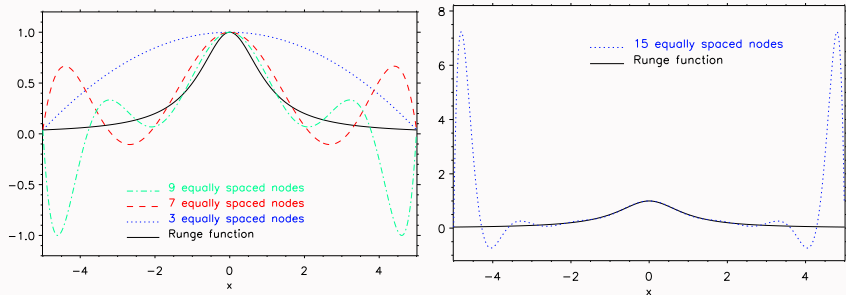 1.0
0.5
0.0
−0.5
−1.0
9 equally spaced nodes
7 equally spaced nodes
3 equally spaced nodes
Runge function
−4 −2 0 2 4
x
8
6
4
2
0
15 equally spaced nodes
Runge function
−4 −2 0 2 4
x